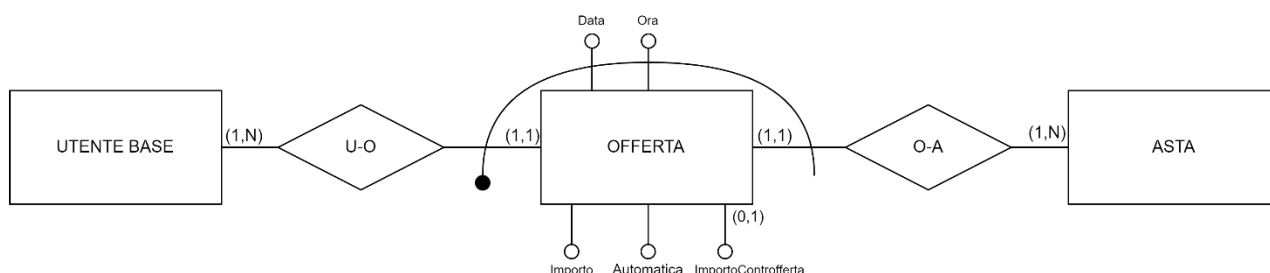 Data Ora
UTENTE BASE (1,N) U-O (1,1) OFFERTA (1,1) O-A (1,N) ASTA
(0,1)
Importo Automatica ImportoControfferta